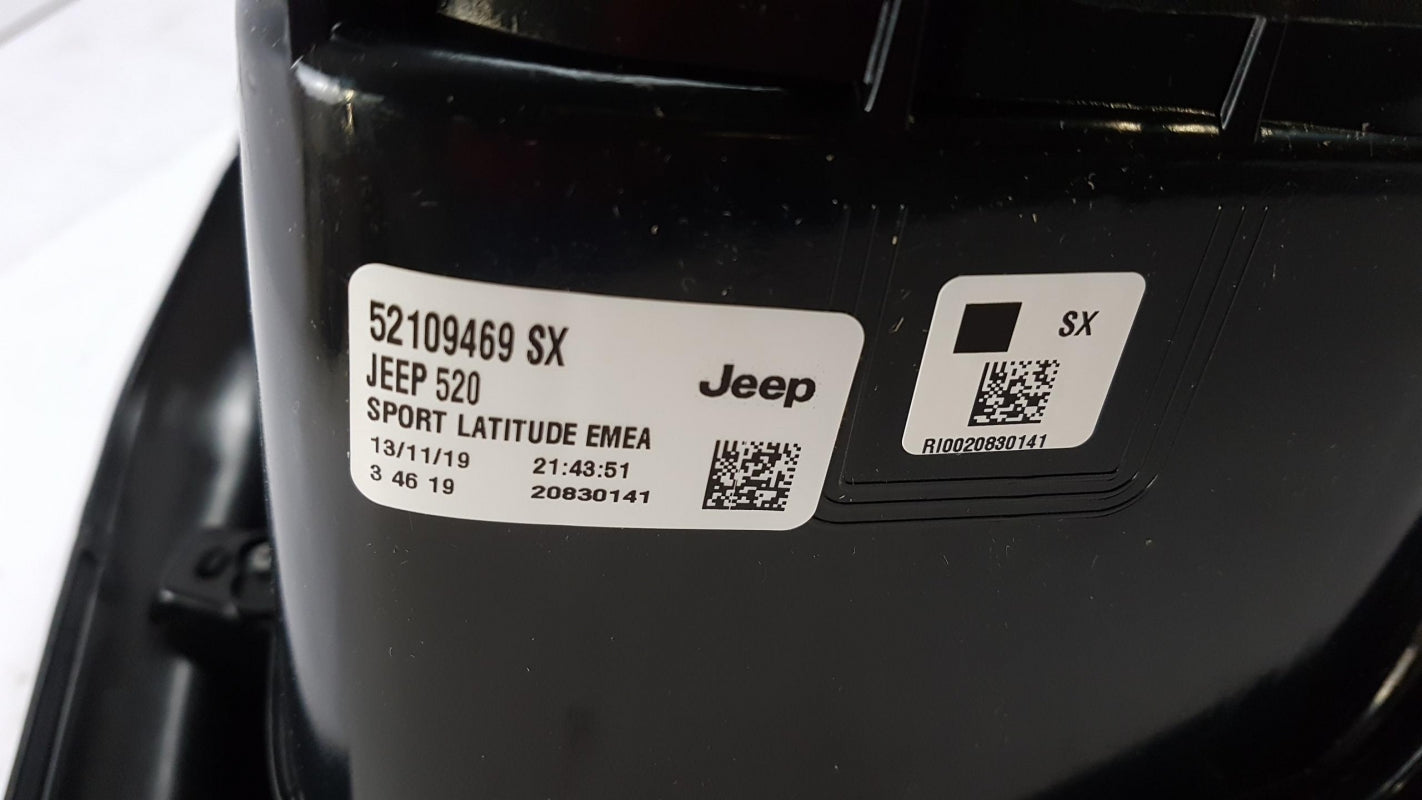 52109469 SX
JEEP 520
Jeep
SPORT LATITUDE EMEA
13/11/19 21:43:51
3 46 19 20830141
SX
RI0020830141